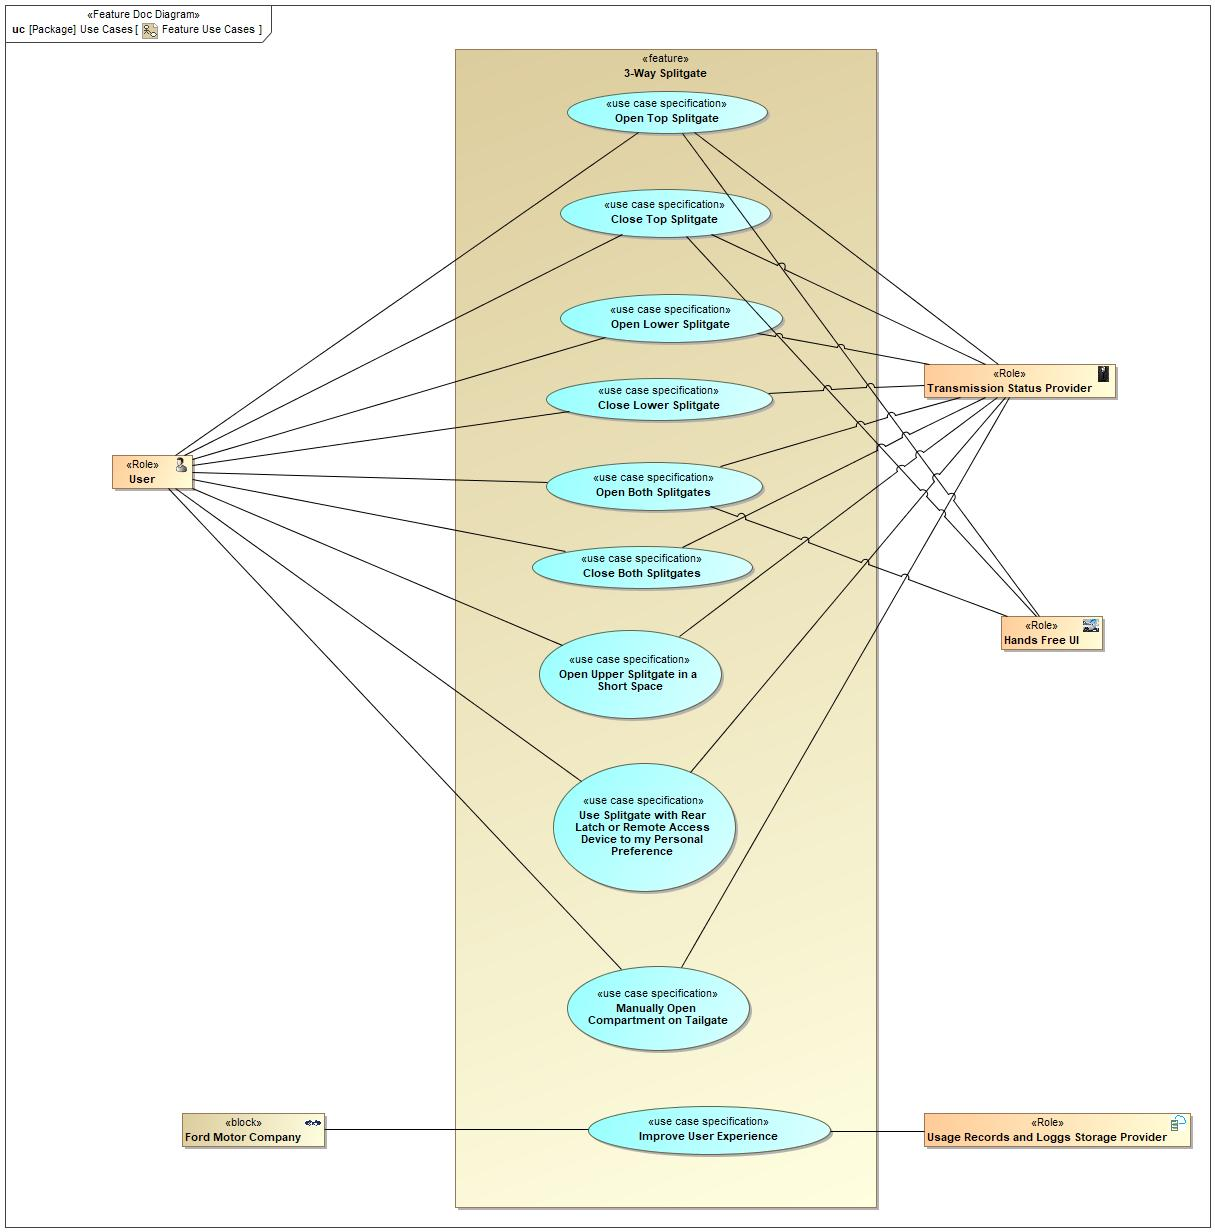 «Feature Doc Diagram»
uc [Package] Use Cases [ Feature Use Cases ]
«feature»
3-Way Splitgate
«use case specification»
Open Top Splitgate
«use case specification»
Close Top Splitgate
«use case specification»
Open Lower Splitgate
«use case specification»
Close Lower Splitgate
«use case specification»
Open Both Splitgates
«use case specification»
Close Both Splitgates
«use case specification»
Open Upper Splitgate in a
Short Space
«use case specification»
Use Splitgate with Rear
Latch or Remote Access
Device to my Personal
Preference
«use case specification»
Manually Open
Compartment on Tailgate
«use case specification»
Improve User Experience
«Role»
User
«Role»
Transmission Status Provider
«Role»
Hands Free UI
«block»
Ford Motor Company
«Role»
Usage Records and Loggs Storage Provider